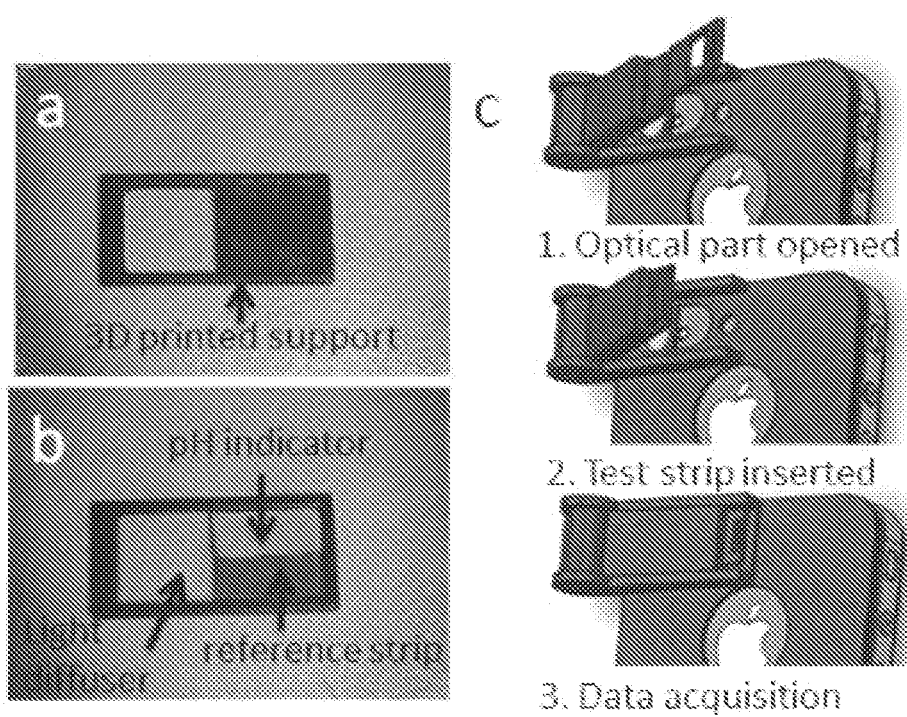 a
3D printed support
b
pH indicator
light
diffuser
reference strip
C
1. Optical part opened
2. Test strip inserted
3. Data acquisition